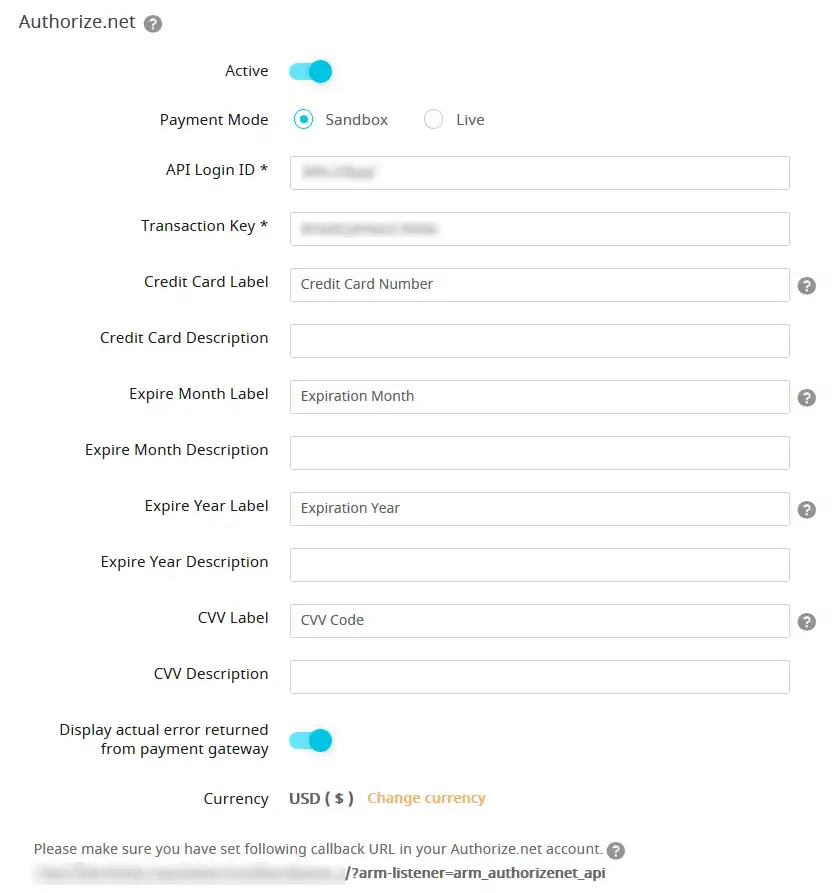 Authorize.net ?
Active
Payment Mode Sandbox Live
API Login ID *
Transaction Key *
Credit Card Label Credit Card Number ?
Credit Card Description
Expire Month Label Expiration Month ?
Expire Month Description
Expire Year Label Expiration Year ?
Expire Year Description
CVV Label CVV Code ?
CVV Description
Display actual error returned
from payment gateway
Currency USD ( $ ) Change currency
Please make sure you have set following callback URL in your Authorize.net account. ?
/?arm-listener=arm_authorizenet_api